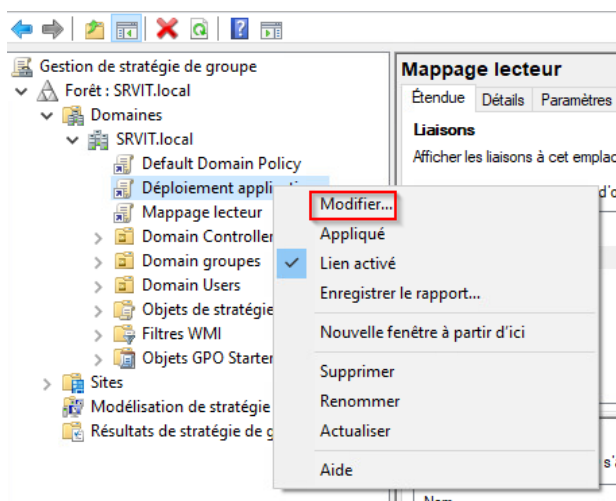 Gestion de stratégie de groupe
Forêt : SRVIT.local
Domaines
SRVIT.local
Default Domain Policy
Déploiement
Mappage lecteur
Domain Controller
Domain groupes
Domain Users
Objets de stratégie
Filtres WMI
Objets GPO Starter
Sites
Modélisation de stratégie
Résultats de stratégie de g
Modifier...
Appliqué
Lien activé
Enregistrer le rapport...
Nouvelle fenêtre à partir d'ici
Supprimer
Renommer
Actualiser
Aide
Mappage lecteur
Étendue Détails Paramètres
Liaisons
Afficher les liaisons à cet